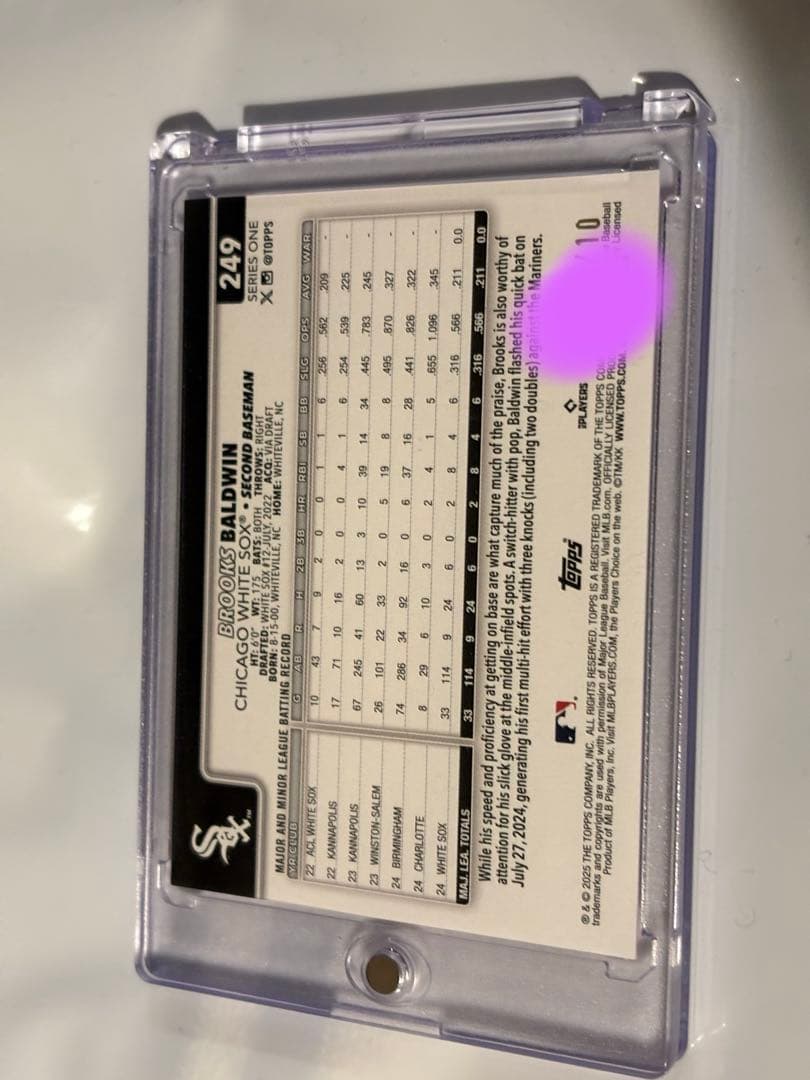 249
SERIES ONE
@TOPPS
BROOKS BALDWIN
CHICAGO WHITE SOX® • SECOND BASEMAN
HT: 6'0" WT: 175 BATS: BOTH THROWS: RIGHT
DRAFTED: WHITE SOX #12-JULY, 2022 ACQ: VIA DRAFT
BORN: 8-15-00, WHITEVILLE, NC HOME: WHITEVILLE, NC
Sox
MAJOR AND MINOR LEAGUE BATTING RECORD
YR CLUB G AB R H 2B 3B HR RBI SB BB SLG OPS AVG WAR
22 ACL WHITE SOX 10 43 7 9 2 0 0 1 1 6 .256 .562 .209 -
22 KANNAPOLIS 17 71 10 16 2 0 0 4 1 6 .254 .539 .225 -
23 KANNAPOLIS 67 245 41 60 13 3 10 39 14 34 .445 .783 .245 -
23 WINSTON-SALEM 26 101 22 33 2 0 5 19 8 8 .495 .870 .327 -
24 BIRMINGHAM 74 286 34 92 16 0 6 37 16 28 .441 .826 .322 -
24 CHARLOTTE 8 29 6 10 3 0 2 4 1 5 .655 1.096 .345 -
24 WHITE SOX 33 114 9 24 6 0 2 8 4 6 .316 .566 .211 0.0
MAJ. LEA. TOTALS 33 114 9 24 6 0 2 8 4 6 .316 .566 .211 0.0
While his speed and proficiency at getting on base are what capture much of the praise, Brooks is also worthy of
attention for his slick glove at the middle-infield spots. A switch-hitter with pop, Baldwin flashed his quick bat on
July 27, 2024, generating his first multi-hit effort with three knocks (including two doubles) against the Mariners.
topps
PLAYERS
10
® & © 2025 THE TOPPS COMPANY, INC. ALL RIGHTS RESERVED. TOPPS IS A REGISTERED TRADEMARK OF THE TOPPS Baseball
trademarks and copyrights are used with permission of Major League Baseball. Visit MLB.com. OFFICIALLY LICENSED Licensed
Product of MLB Players, Inc. Visit MLBPLAYERS.COM, the Players Choice on the web. ©TM/KK WWW.TOPPS.COM